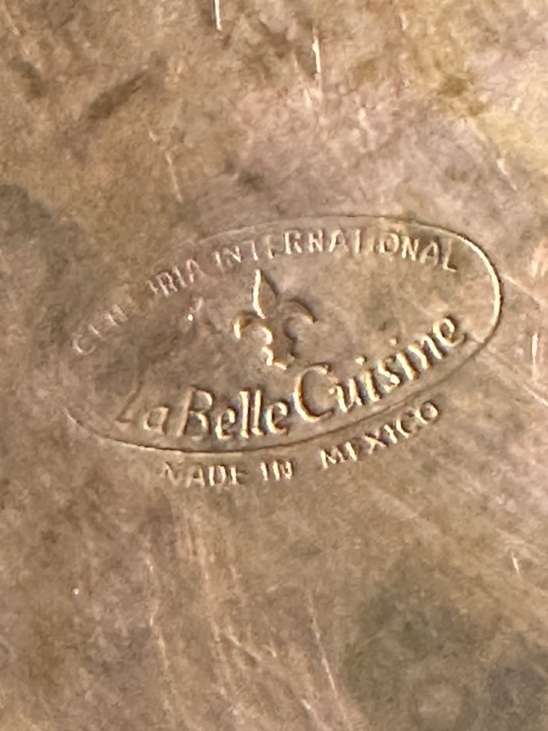 INTERNATIONAL
La Belle Cuisine
MADE IN MEXICO